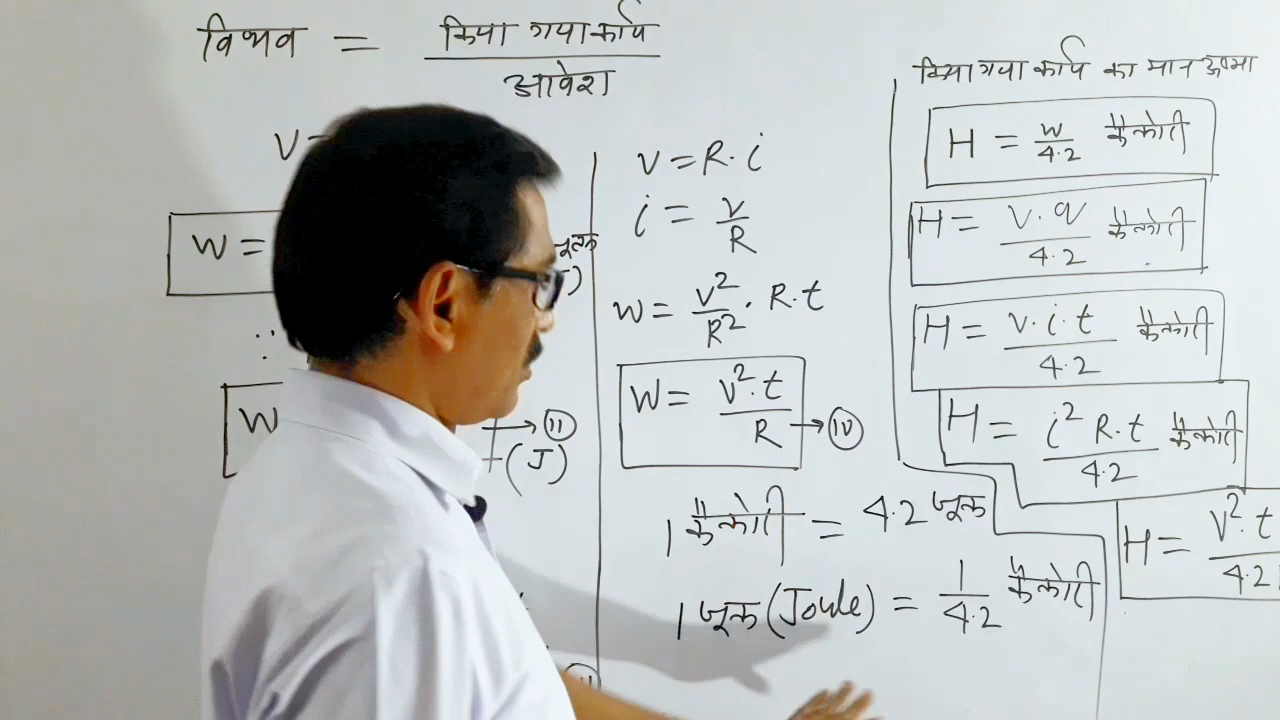 विभव = किया गया कार्य / आवेश
V =
W = जूल
)
∴
W → (II)
(J)
V = R. i
i = V / R
W = V² / R² . R.t
W = V².t / R → (IV)
1 कैलोरी = 4.2 जूल
1 जूल (Joule) = 1 / 4.2 कैलोरी
किया गया कार्य का मान ऊष्मा
H = W / 4.2 कैलोरी
H = V.q / 4.2 कैलोरी
H = V.i.t / 4.2 कैलोरी
H = i² R.t / 4.2 कैलोरी
H = V².t / 4.2